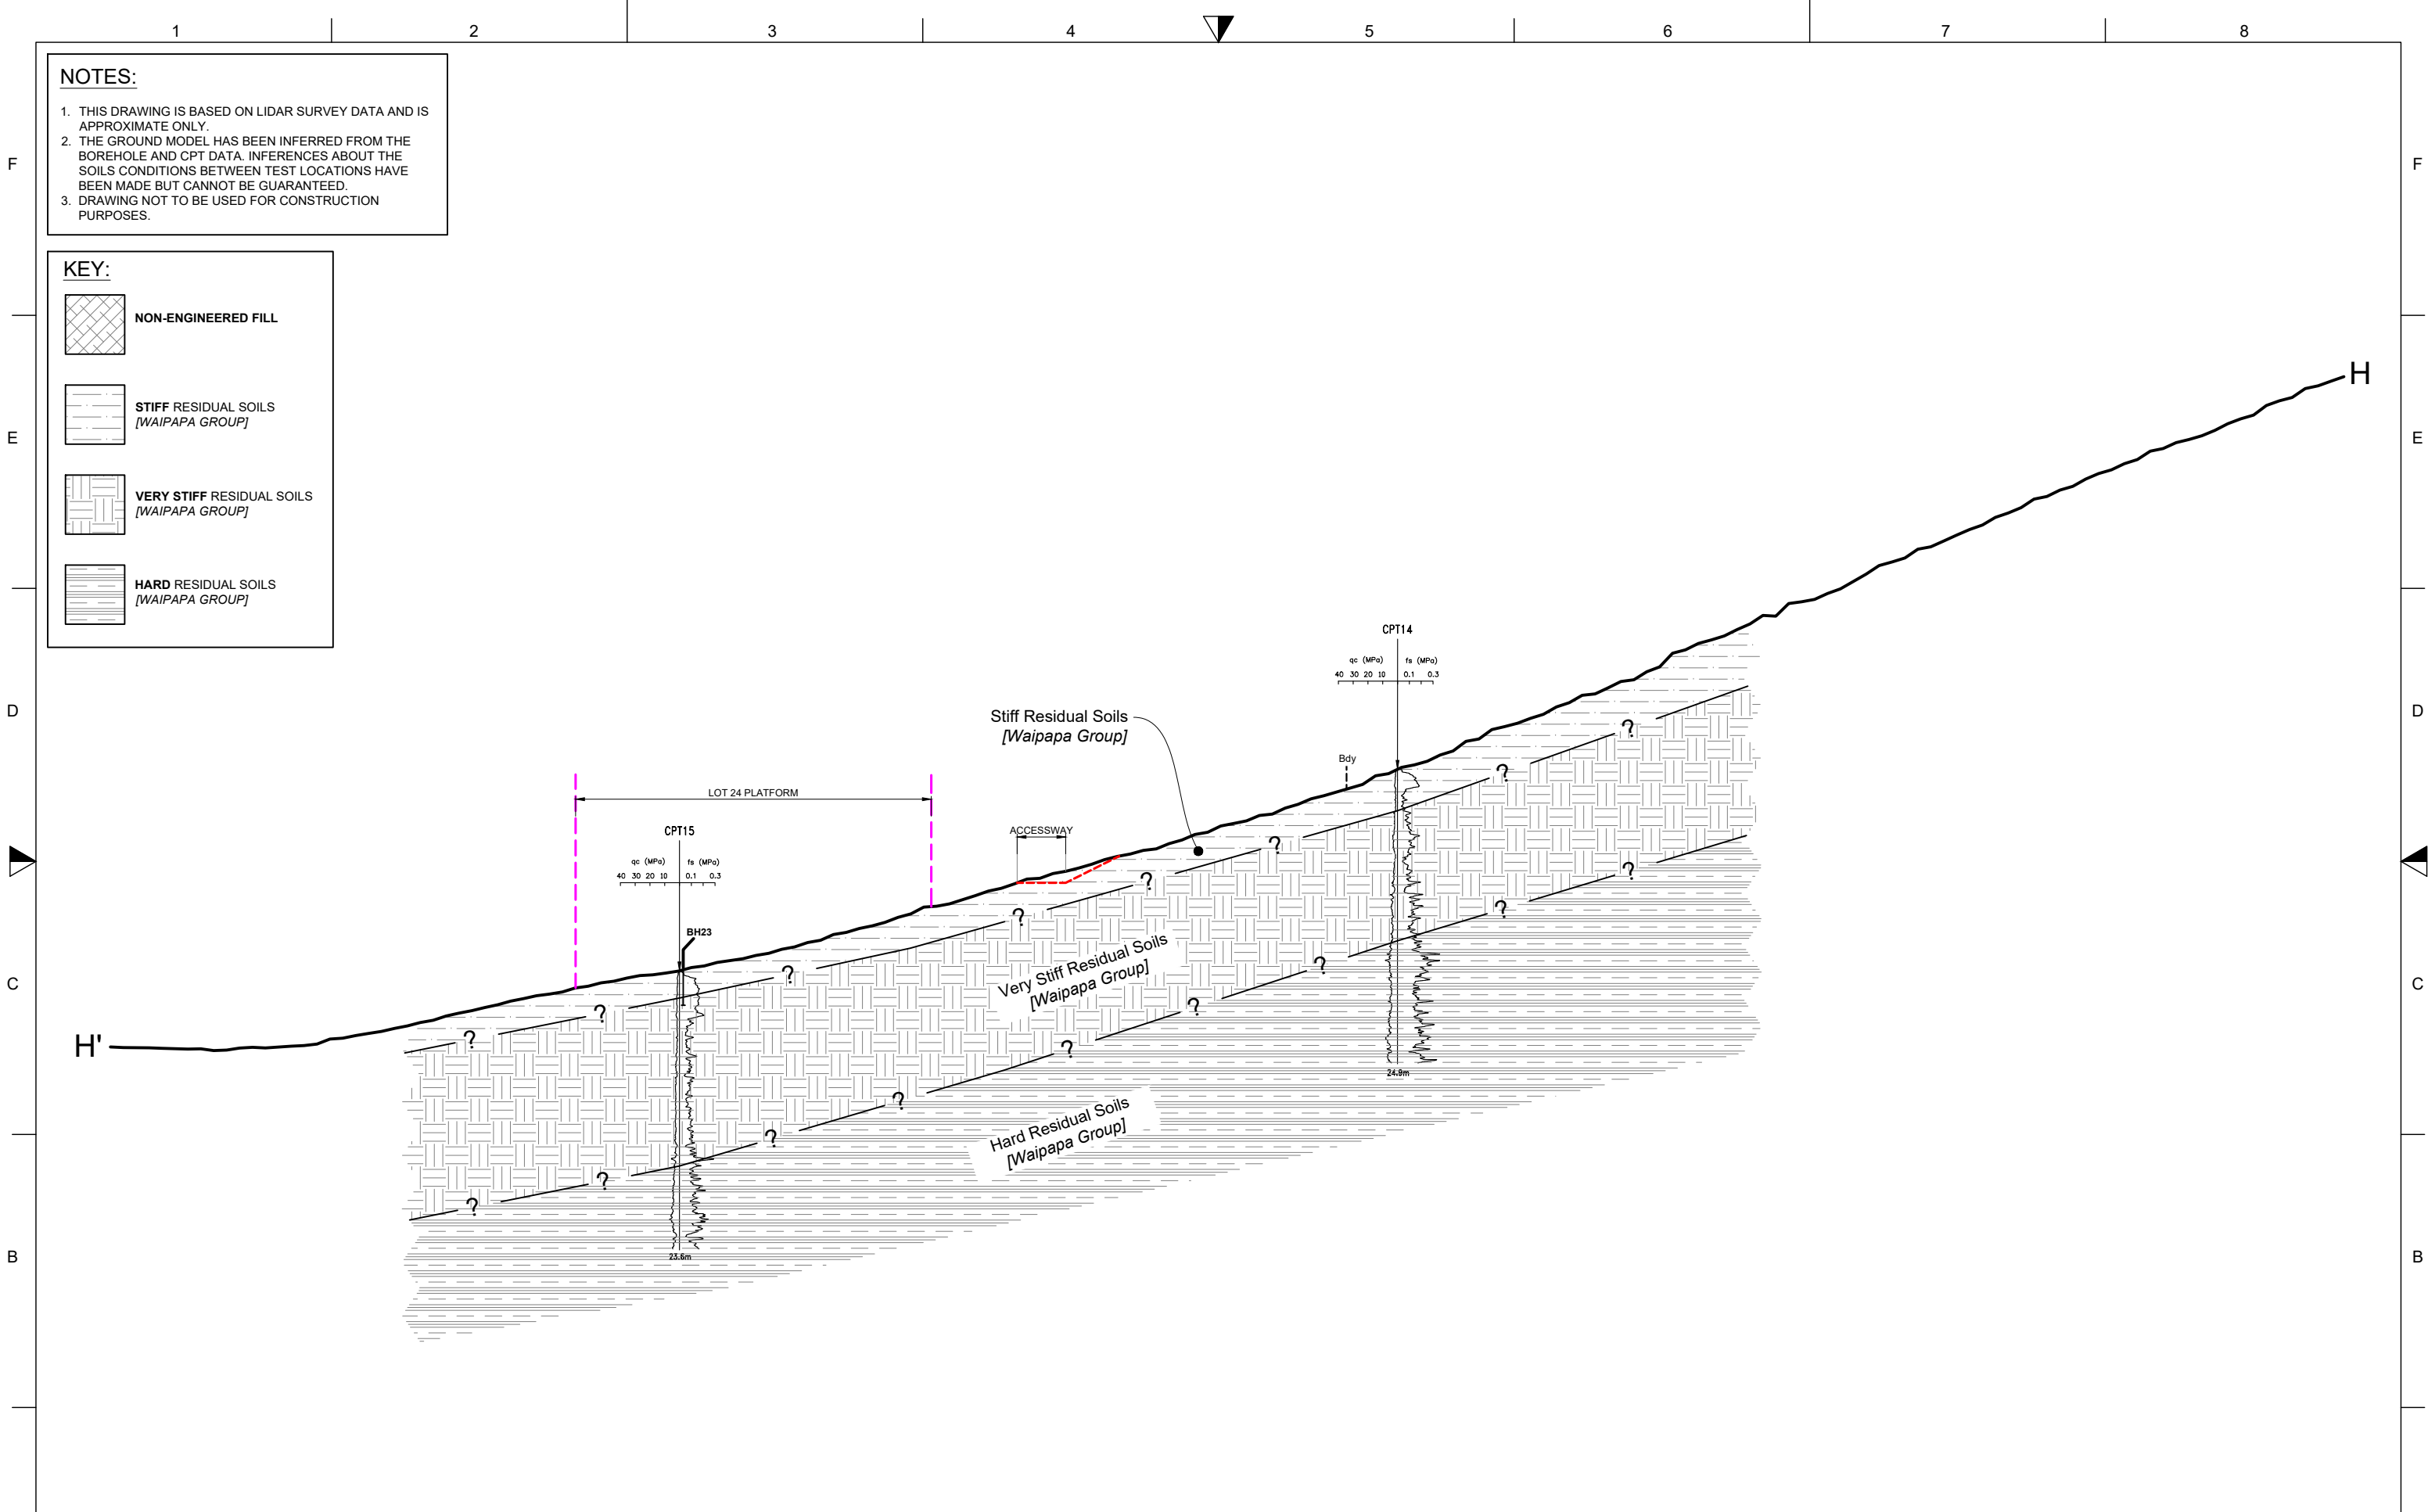 1 2 3 4 5 6 7 8
NOTES:
1. THIS DRAWING IS BASED ON LIDAR SURVEY DATA AND IS
APPROXIMATE ONLY.
2. THE GROUND MODEL HAS BEEN INFERRED FROM THE
BOREHOLE AND CPT DATA. INFERENCES ABOUT THE
SOILS CONDITIONS BETWEEN TEST LOCATIONS HAVE
BEEN MADE BUT CANNOT BE GUARANTEED.
3. DRAWING NOT TO BE USED FOR CONSTRUCTION
PURPOSES.
F F
KEY:
NON-ENGINEERED FILL
STIFF RESIDUAL SOILS
[WAIPAPA GROUP]
VERY STIFF RESIDUAL SOILS
[WAIPAPA GROUP]
HARD RESIDUAL SOILS
[WAIPAPA GROUP]
E E
H
CPT14
qc (MPa) fs (MPa)
40 30 20 10 0.1 0.3
D D
Stiff Residual Soils
[Waipapa Group]
? ?
Bdy
LOT 24 PLATFORM
CPT15
qc (MPa) fs (MPa)
40 30 20 10 0.1 0.3
ACCESSWAY
? ? ? ? ?
BH23
Very Stiff Residual Soils
[Waipapa Group]
C C
? ? ? ? ?
H'
? ?
24.9m
Hard Residual Soils
[Waipapa Group]
? ? ? ?
B B
23.6m